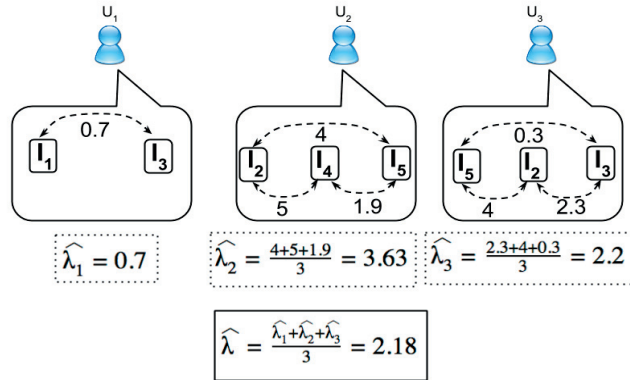 U₁ U₂ U₃
0.7 4 0.3
I₁ I₃ I₂ I₄ I₅ I₅ I₂ I₃
5 1.9 4 2.3
λ̂₁ = 0.7 λ̂₂ = (4+5+1.9)/3 = 3.63 λ̂₃ = (2.3+4+0.3)/3 = 2.2
λ̂ = (λ̂₁+λ̂₂+λ̂₃)/3 = 2.18